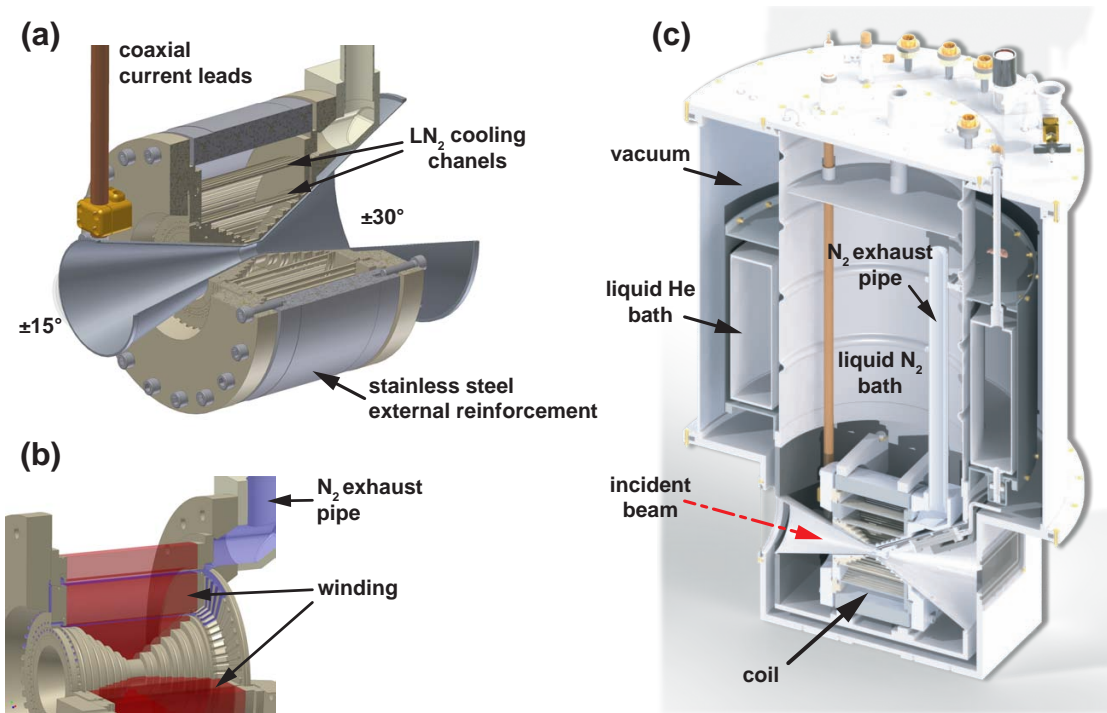 (a)
coaxial
current leads
LN₂ cooling
chanels
±30°
±15°
stainless steel
external reinforcement
(b)
N₂ exhaust
pipe
winding
(c)
vacuum
N₂ exhaust
pipe
liquid He
bath
liquid N₂
bath
incident
beam
coil